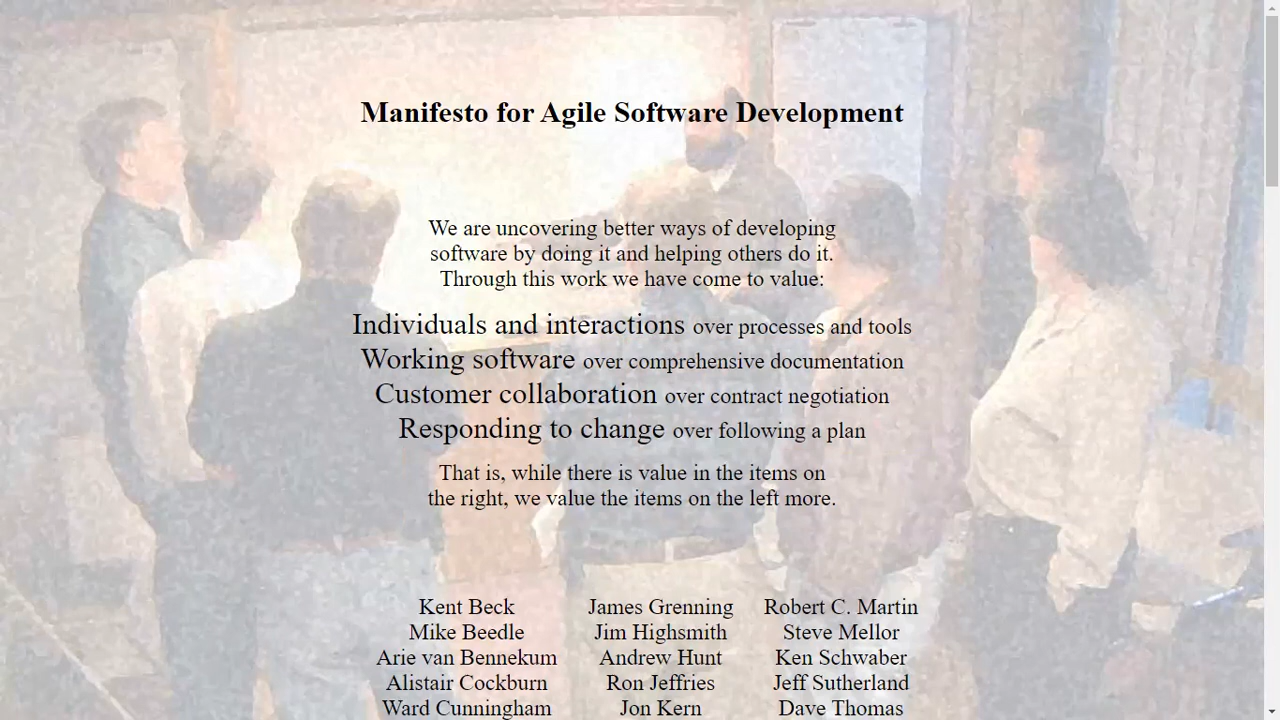 Manifesto for Agile Software Development
We are uncovering better ways of developing
software by doing it and helping others do it.
Through this work we have come to value:
Individuals and interactions over processes and tools
Working software over comprehensive documentation
Customer collaboration over contract negotiation
Responding to change over following a plan
That is, while there is value in the items on
the right, we value the items on the left more.
Kent Beck
Mike Beedle
Arie van Bennekum
Alistair Cockburn
Ward Cunningham
James Grenning
Jim Highsmith
Andrew Hunt
Ron Jeffries
Jon Kern
Robert C. Martin
Steve Mellor
Ken Schwaber
Jeff Sutherland
Dave Thomas